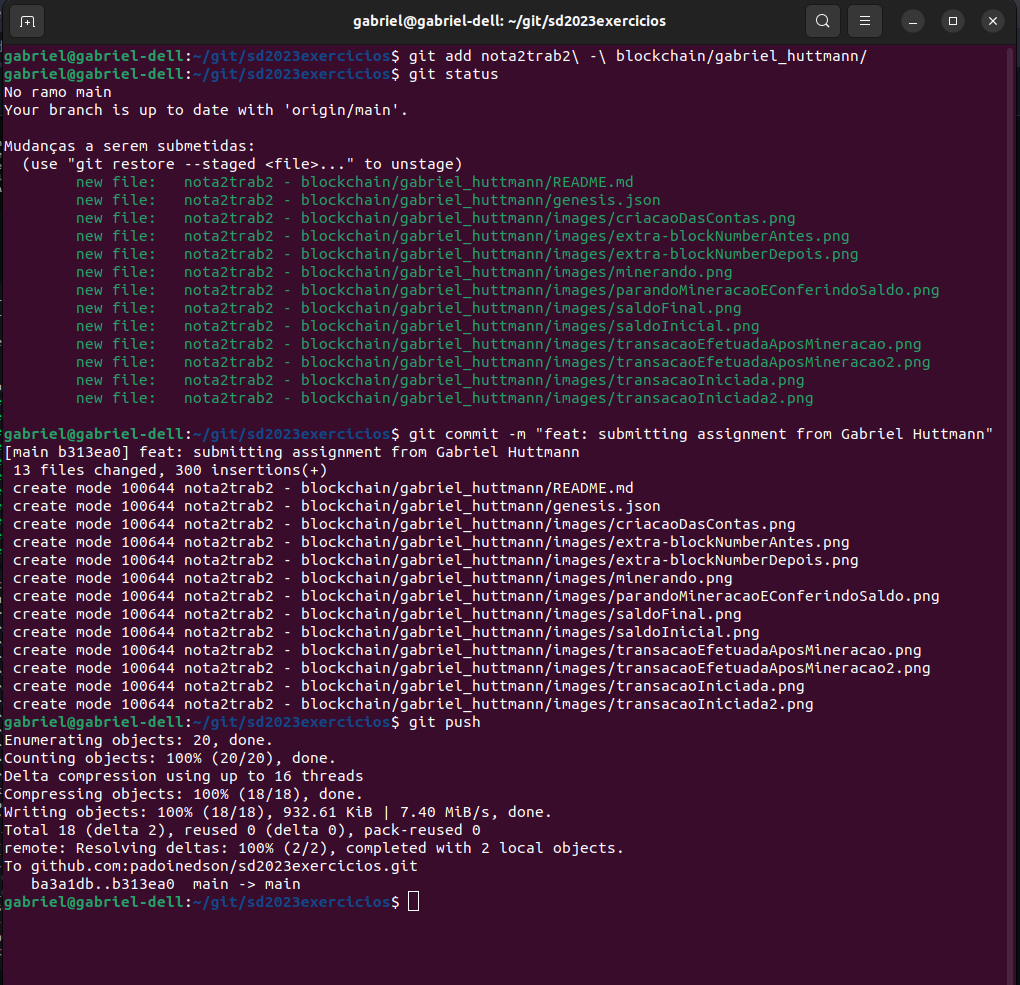 gabriel@gabriel-dell: ~/git/sd2023exercicios
gabriel@gabriel-dell:~/git/sd2023exercicios$ git add nota2trab2\ -\ blockchain/gabriel_huttmann/
gabriel@gabriel-dell:~/git/sd2023exercicios$ git status
No ramo main
Your branch is up to date with 'origin/main'.

Mudanças a serem submetidas:
  (use "git restore --staged <file>..." to unstage)
        new file:   nota2trab2 - blockchain/gabriel_huttmann/README.md
        new file:   nota2trab2 - blockchain/gabriel_huttmann/genesis.json
        new file:   nota2trab2 - blockchain/gabriel_huttmann/images/criacaoDasContas.png
        new file:   nota2trab2 - blockchain/gabriel_huttmann/images/extra-blockNumberAntes.png
        new file:   nota2trab2 - blockchain/gabriel_huttmann/images/extra-blockNumberDepois.png
        new file:   nota2trab2 - blockchain/gabriel_huttmann/images/minerando.png
        new file:   nota2trab2 - blockchain/gabriel_huttmann/images/parandoMineracaoEConferindoSaldo.png
        new file:   nota2trab2 - blockchain/gabriel_huttmann/images/saldoFinal.png
        new file:   nota2trab2 - blockchain/gabriel_huttmann/images/saldoInicial.png
        new file:   nota2trab2 - blockchain/gabriel_huttmann/images/transacaoEfetuadaAposMineracao.png
        new file:   nota2trab2 - blockchain/gabriel_huttmann/images/transacaoEfetuadaAposMineracao2.png
        new file:   nota2trab2 - blockchain/gabriel_huttmann/images/transacaoIniciada.png
        new file:   nota2trab2 - blockchain/gabriel_huttmann/images/transacaoIniciada2.png

gabriel@gabriel-dell:~/git/sd2023exercicios$ git commit -m "feat: submitting assignment from Gabriel Huttmann"
[main b313ea0] feat: submitting assignment from Gabriel Huttmann
 13 files changed, 300 insertions(+)
 create mode 100644 nota2trab2 - blockchain/gabriel_huttmann/README.md
 create mode 100644 nota2trab2 - blockchain/gabriel_huttmann/genesis.json
 create mode 100644 nota2trab2 - blockchain/gabriel_huttmann/images/criacaoDasContas.png
 create mode 100644 nota2trab2 - blockchain/gabriel_huttmann/images/extra-blockNumberAntes.png
 create mode 100644 nota2trab2 - blockchain/gabriel_huttmann/images/extra-blockNumberDepois.png
 create mode 100644 nota2trab2 - blockchain/gabriel_huttmann/images/minerando.png
 create mode 100644 nota2trab2 - blockchain/gabriel_huttmann/images/parandoMineracaoEConferindoSaldo.png
 create mode 100644 nota2trab2 - blockchain/gabriel_huttmann/images/saldoFinal.png
 create mode 100644 nota2trab2 - blockchain/gabriel_huttmann/images/saldoInicial.png
 create mode 100644 nota2trab2 - blockchain/gabriel_huttmann/images/transacaoEfetuadaAposMineracao.png
 create mode 100644 nota2trab2 - blockchain/gabriel_huttmann/images/transacaoEfetuadaAposMineracao2.png
 create mode 100644 nota2trab2 - blockchain/gabriel_huttmann/images/transacaoIniciada.png
 create mode 100644 nota2trab2 - blockchain/gabriel_huttmann/images/transacaoIniciada2.png
gabriel@gabriel-dell:~/git/sd2023exercicios$ git push
Enumerating objects: 20, done.
Counting objects: 100% (20/20), done.
Delta compression using up to 16 threads
Compressing objects: 100% (18/18), done.
Writing objects: 100% (18/18), 932.61 KiB | 7.40 MiB/s, done.
Total 18 (delta 2), reused 0 (delta 0), pack-reused 0
remote: Resolving deltas: 100% (2/2), completed with 2 local objects.
To github.com:padoinedson/sd2023exercicios.git
   ba3a1db..b313ea0  main -> main
gabriel@gabriel-dell:~/git/sd2023exercicios$